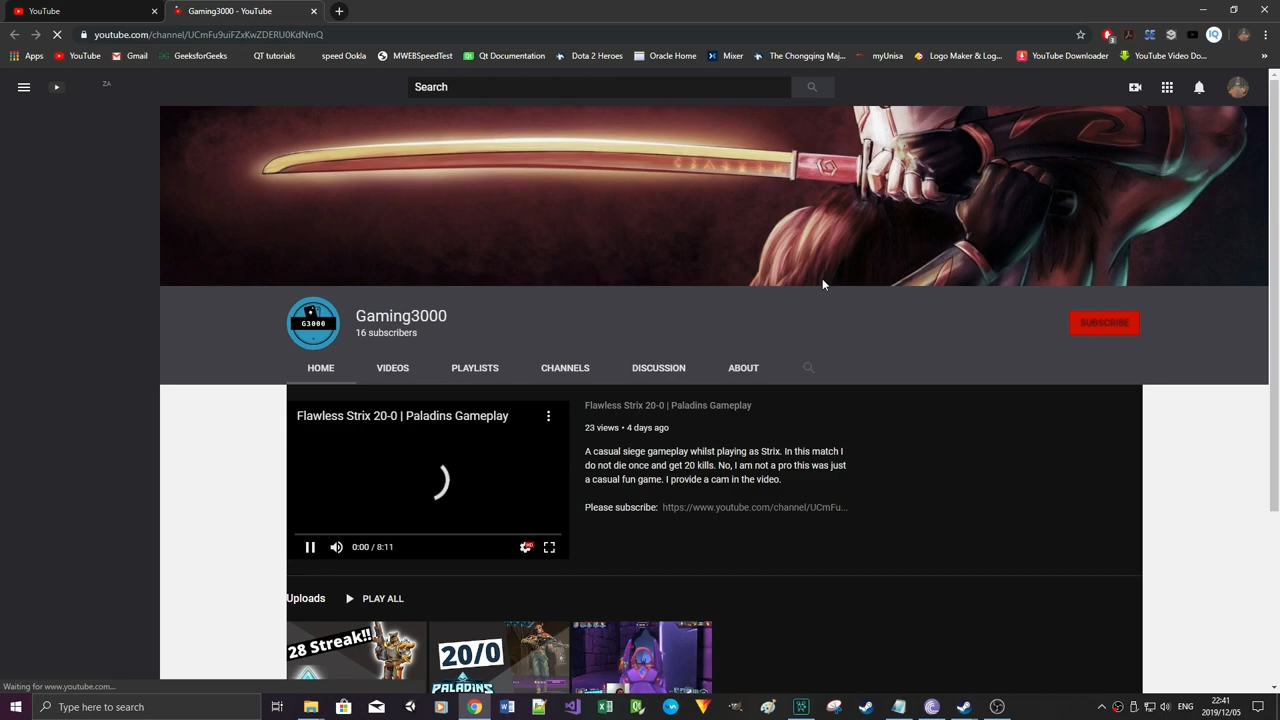 YouTube
Gaming3000 - YouTube
youtube.com/channel/UCmFu9uiFZxKwZDERU0KdNmQ
Apps
YouTube
Gmail
GeeksforGeeks
QT tutorials
speed Ookla
MWEBSpeedTest
Qt Documentation
Dota 2 Heroes
Oracle Home
Mixer
The Chongqing Maj...
myUnisa
Logo Maker & Log...
YouTube Downloader
YouTube Video Do...
ZA
Search
Gaming3000
16 subscribers
G3000
SUBSCRIBE
HOME
VIDEOS
PLAYLISTS
CHANNELS
DISCUSSION
ABOUT
Flawless Strix 20-0 | Paladins Gameplay
0:00 / 8:11
HD
Flawless Strix 20-0 | Paladins Gameplay
23 views • 4 days ago
A casual siege gameplay whilst playing as Strix. In this match I
do not die once and get 20 kills. No, I am not a pro this was just
a casual fun game. I provide a cam in the video.
Please subscribe: https://www.youtube.com/channel/UCmFu...
Uploads
PLAY ALL
28 Streak!!
20/0
PALADINS
Waiting for www.youtube.com...
Type here to search
22:41
2019/12/05